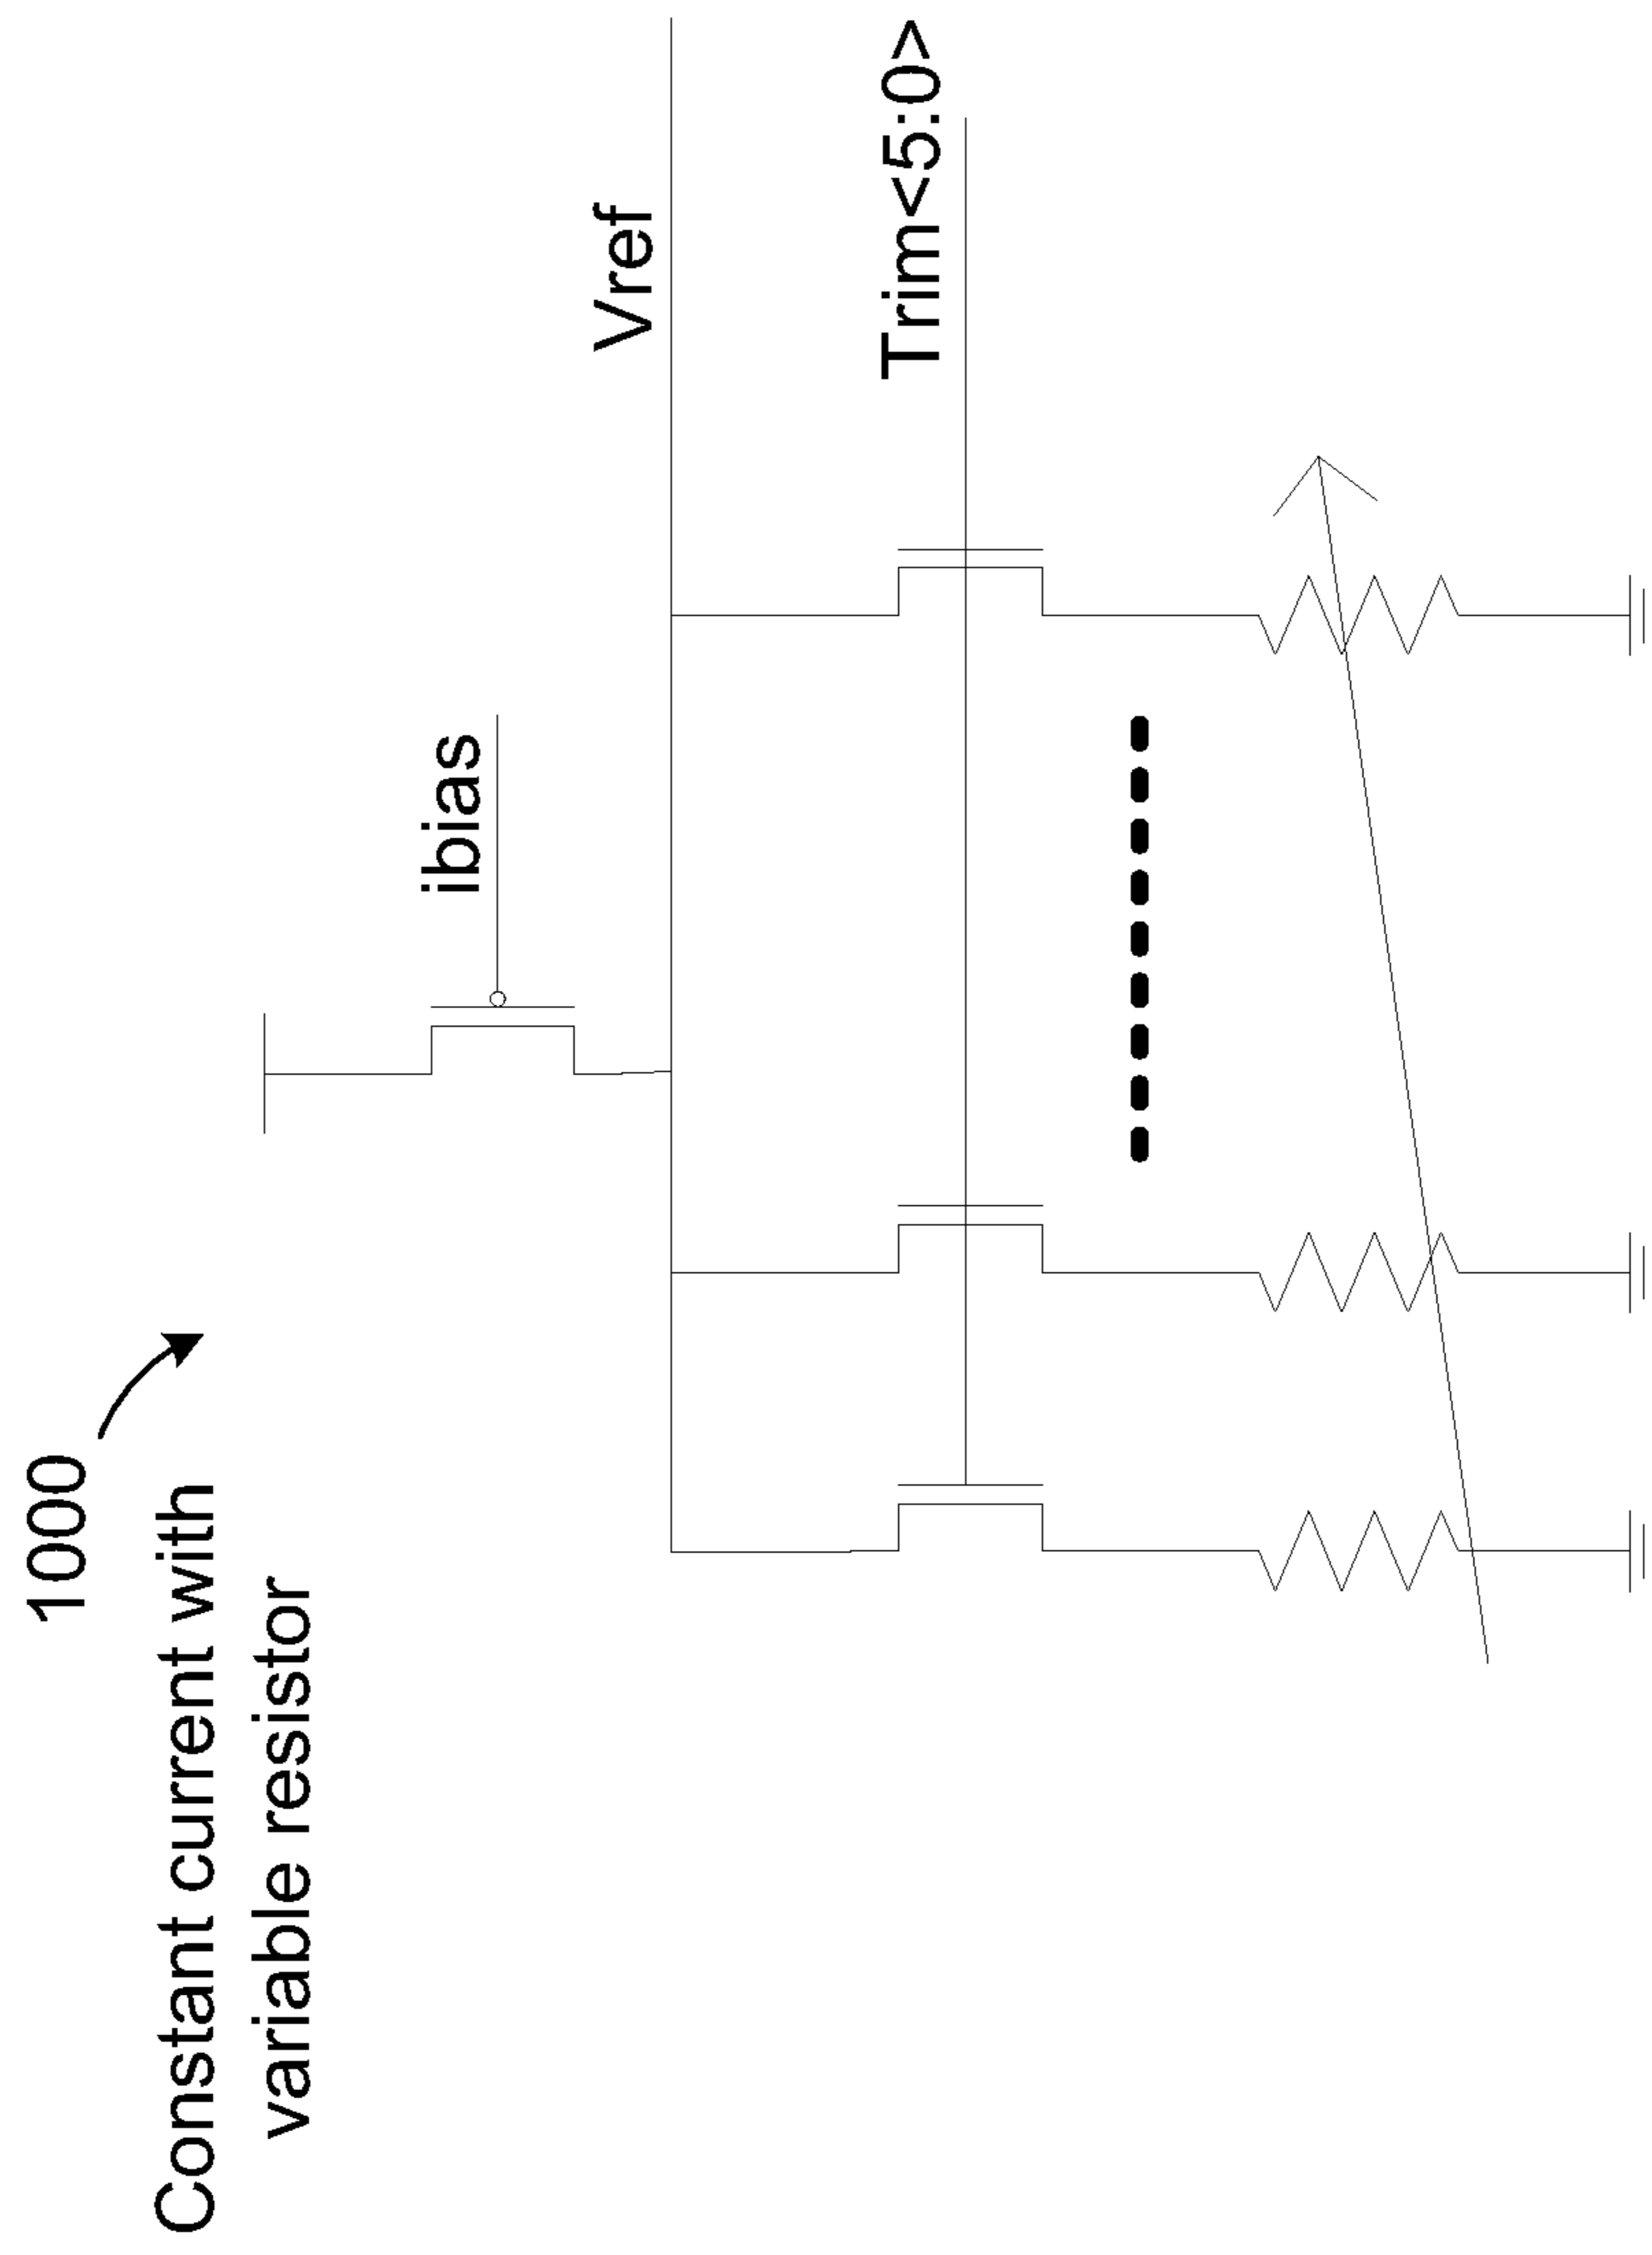 1000
Constant current with
variable resistor
ibias
Vref
Trim<5:0>